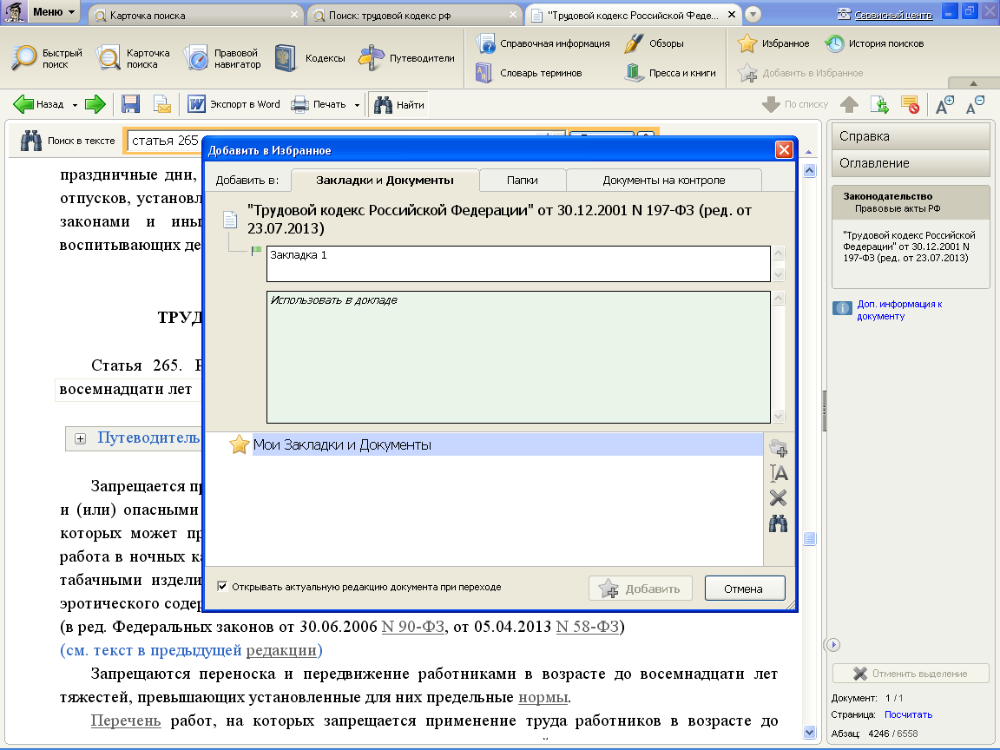 Меню
Карточка поиска
Поиск: трудовой кодекс рф
"Трудовой кодекс Российской Феде...
Сервисный центр
Быстрый
поиск
Карточка
поиска
Правовой
навигатор
Кодексы
Путеводители
Справочная информация
Словарь терминов
Обзоры
Пресса и книги
Избранное
История поисков
Добавить в Избранное
Назад
Экспорт в Word
Печать
Найти
По списку
Поиск в тексте
статья 265
праздничные дни,
отпусков, установл
законами и ины
воспитывающих де
ТРУД
Статья 265. Р
восемнадцати лет
Путеводитель
Запрещается пр
и (или) опасными
которых может пр
работа в ночных ка
табачными издели
эротического содер
(в ред. Федеральных законов от 30.06.2006 N 90-ФЗ, от 05.04.2013 N 58-ФЗ)
(см. текст в предыдущей редакции)
Запрещаются переноска и передвижение работниками в возрасте до восемнадцати лет
тяжестей, превышающих установленные для них предельные нормы.
Перечень работ, на которых запрещается применение труда работников в возрасте до
Добавить в Избранное
Добавить в:
Закладки и Документы
Папки
Документы на контроле
"Трудовой кодекс Российской Федерации" от 30.12.2001 N 197-ФЗ (ред. от
23.07.2013)
Закладка 1
Использовать в докладе
Мои Закладки и Документы
Открывать актуальную редакцию документа при переходе
Добавить
Отмена
Справка
Оглавление
Законодательство
Правовые акты РФ
"Трудовой кодекс Российской
Федерации" от 30.12.2001 N
197-ФЗ (ред. от 23.07.2013)
Доп. информация к
документу
Отменить выделение
Документ: 1 / 1
Страница: Посчитать
Абзац: 4246 / 6558